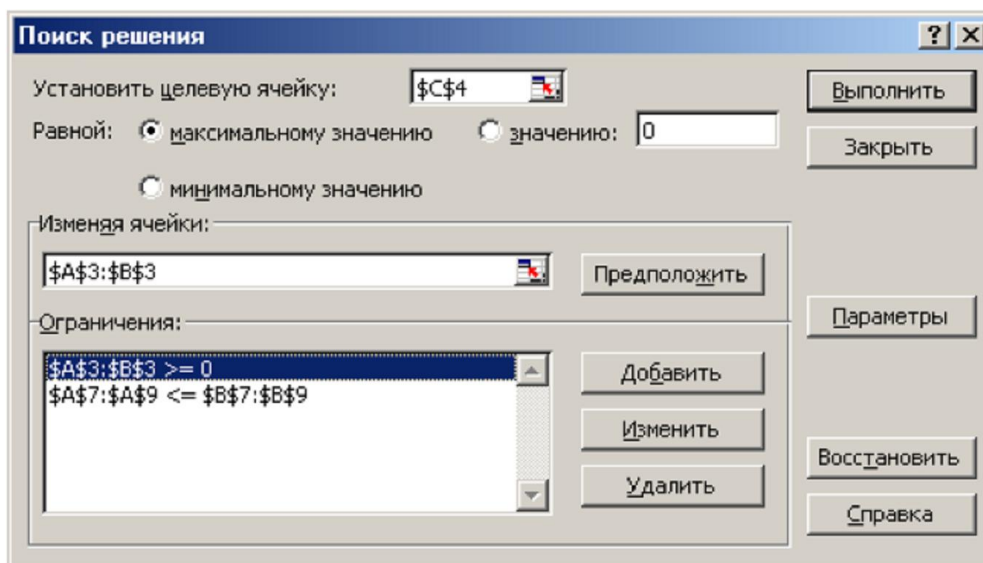 Поиск решения
Установить целевую ячейку: $C$4
Выполнить
Равной: максимальному значению значению: 0
Закрыть
минимальному значению
Изменяя ячейки:
$A$3:$B$3
Предположить
Ограничения:
Параметры
$A$3:$B$3 >= 0
Добавить
$A$7:$A$9 <= $B$7:$B$9
Изменить
Восстановить
Удалить
Справка